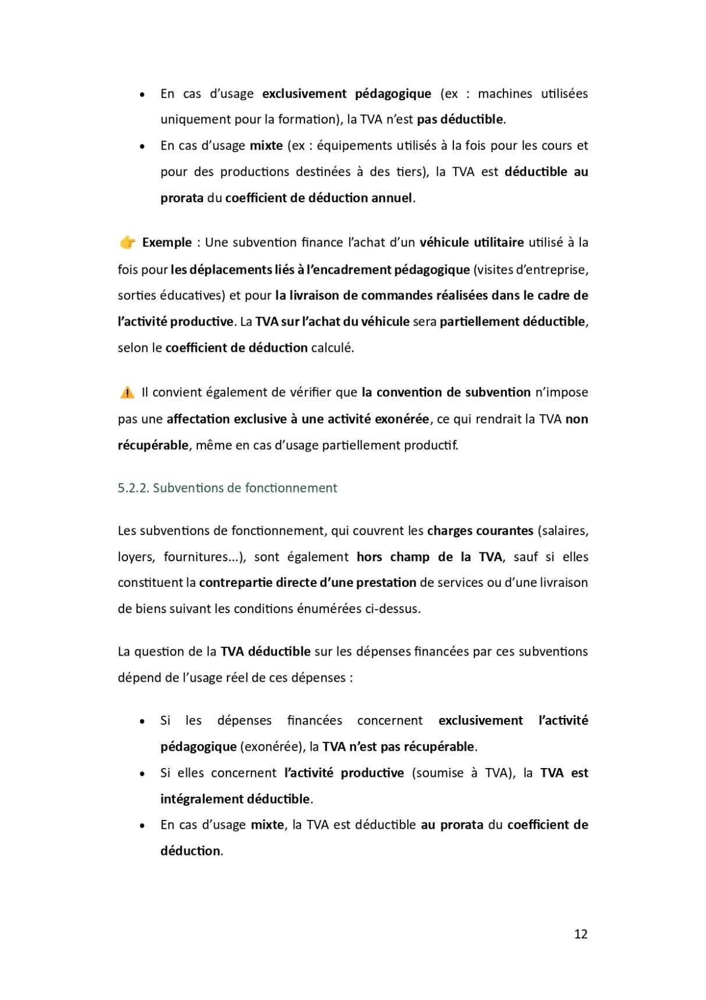 • En cas d’usage exclusivement pédagogique (ex : machines utilisées
uniquement pour la formation), la TVA n’est pas déductible.
• En cas d’usage mixte (ex : équipements utilisés à la fois pour les cours et
pour des productions destinées à des tiers), la TVA est déductible au
prorata du coefficient de déduction annuel.
👉 Exemple : Une subvention finance l’achat d’un véhicule utilitaire utilisé à la
fois pour les déplacements liés à l’encadrement pédagogique (visites d’entreprise,
sorties éducatives) et pour la livraison de commandes réalisées dans le cadre de
l’activité productive. La TVA sur l’achat du véhicule sera partiellement déductible,
selon le coefficient de déduction calculé.
⚠️ Il convient également de vérifier que la convention de subvention n’impose
pas une affectation exclusive à une activité exonérée, ce qui rendrait la TVA non
récupérable, même en cas d’usage partiellement productif.
5.2.2. Subventions de fonctionnement
Les subventions de fonctionnement, qui couvrent les charges courantes (salaires,
loyers, fournitures...), sont également hors champ de la TVA, sauf si elles
constituent la contrepartie directe d’une prestation de services ou d’une livraison
de biens suivant les conditions énumérées ci-dessus.
La question de la TVA déductible sur les dépenses financées par ces subventions
dépend de l’usage réel de ces dépenses :
• Si les dépenses financées concernent exclusivement l’activité
pédagogique (exonérée), la TVA n’est pas récupérable.
• Si elles concernent l’activité productive (soumise à TVA), la TVA est
intégralement déductible.
• En cas d’usage mixte, la TVA est déductible au prorata du coefficient de
déduction.
12